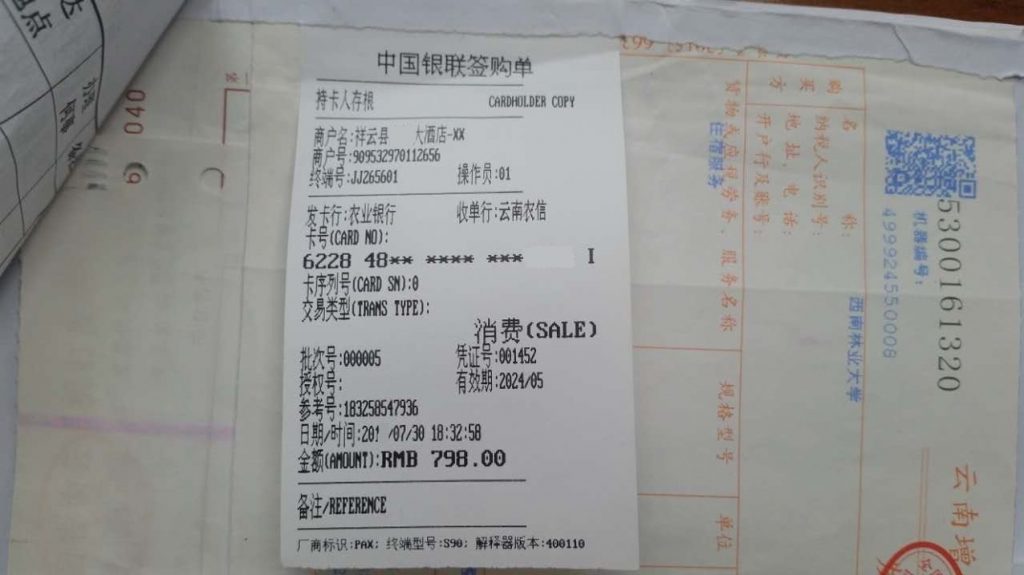 中国银联签购单
持卡人存根 CARDHOLDER COPY
商户名:祥云县 大酒店-XX
商户号:909532970112656
终端号:JJ265601 操作员:01
发卡行:农业银行 收单行:云南农信
卡号(CARD NO):
6228 48** **** *** I
卡序列号(CARD SN):0
交易类型(TRANS TYPE):
消费(SALE)
批次号:000005 凭证号:001452
授权号: 有效期:2024/05
参考号:183258547936
日期/时间:201 /07/30 18:32:58
金额(AMOUNT):RMB 798.00
备注/REFERENCE
厂商标识:PAX; 终端型号:S90; 解释器版本:400110
5300161320
云南增
机器编号:
499924550008
西南林业大学
购买方
名 称:
纳税人识别号:
地址、电话:
开户行及账号:
货物或应税劳务、服务名称
规格型号
单位
住宿服务
第一
040
6
达
点